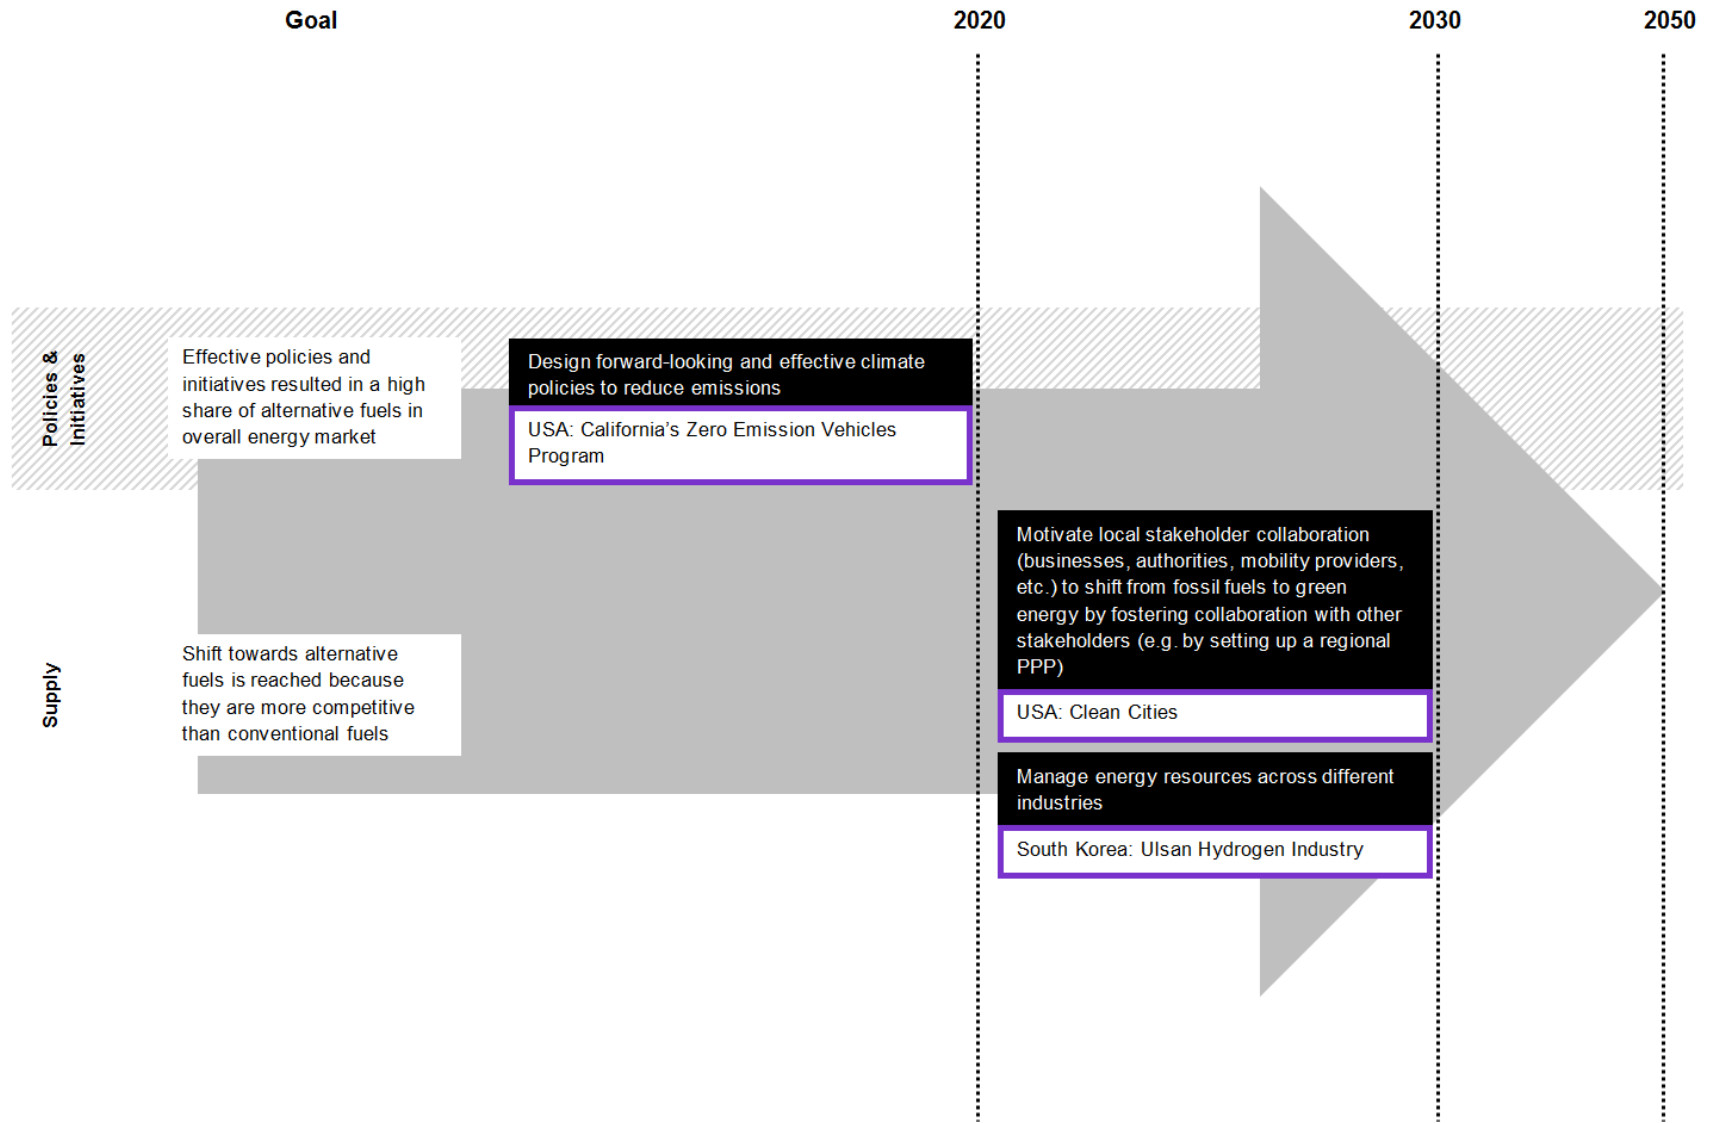 Goal
2020
2030
2050
Policies &
Initiatives
Effective policies and
initiatives resulted in a high
share of alternative fuels in
overall energy market
Design forward-looking and effective climate
policies to reduce emissions
USA: California’s Zero Emission Vehicles
Program
Supply
Shift towards alternative
fuels is reached because
they are more competitive
than conventional fuels
Motivate local stakeholder collaboration
(businesses, authorities, mobility providers,
etc.) to shift from fossil fuels to green
energy by fostering collaboration with other
stakeholders (e.g. by setting up a regional
PPP)
USA: Clean Cities
Manage energy resources across different
industries
South Korea: Ulsan Hydrogen Industry